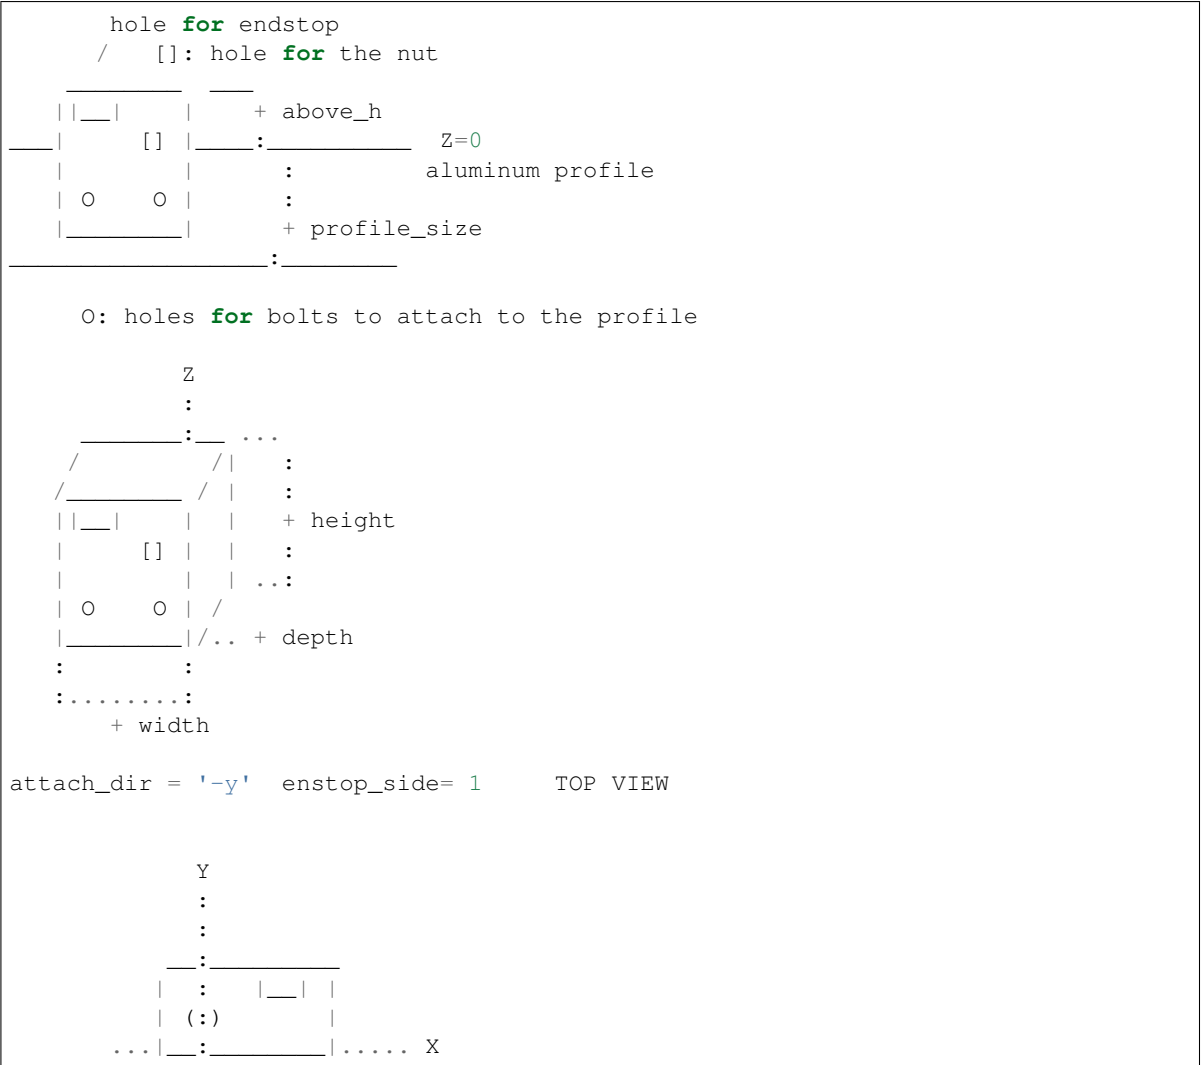 hole for endstop
      /   []: hole for the nut
    ________  ___
   ||__|    |    + above_h
___|     [] |____:__________  Z=0
   |        |      :         aluminum profile
   | O    O |      :
   |________|      + profile_size
__________________:________

     O: holes for bolts to attach to the profile

            Z
            :
     _______:__ ...
    /         /|   :
   /________ / |   :
   ||__|    |  |   + height
   |     [] |  |   :
   |        |  | ..:
   | O    O | /
   |________|/.. + depth
   :        :
   :........:
       + width

attach_dir = '-y'  enstop_side= 1     TOP VIEW


             Y
             :
             :
           __:_________
          |  :   |__| |
          | (:)       |
       ...|__:________|..... X